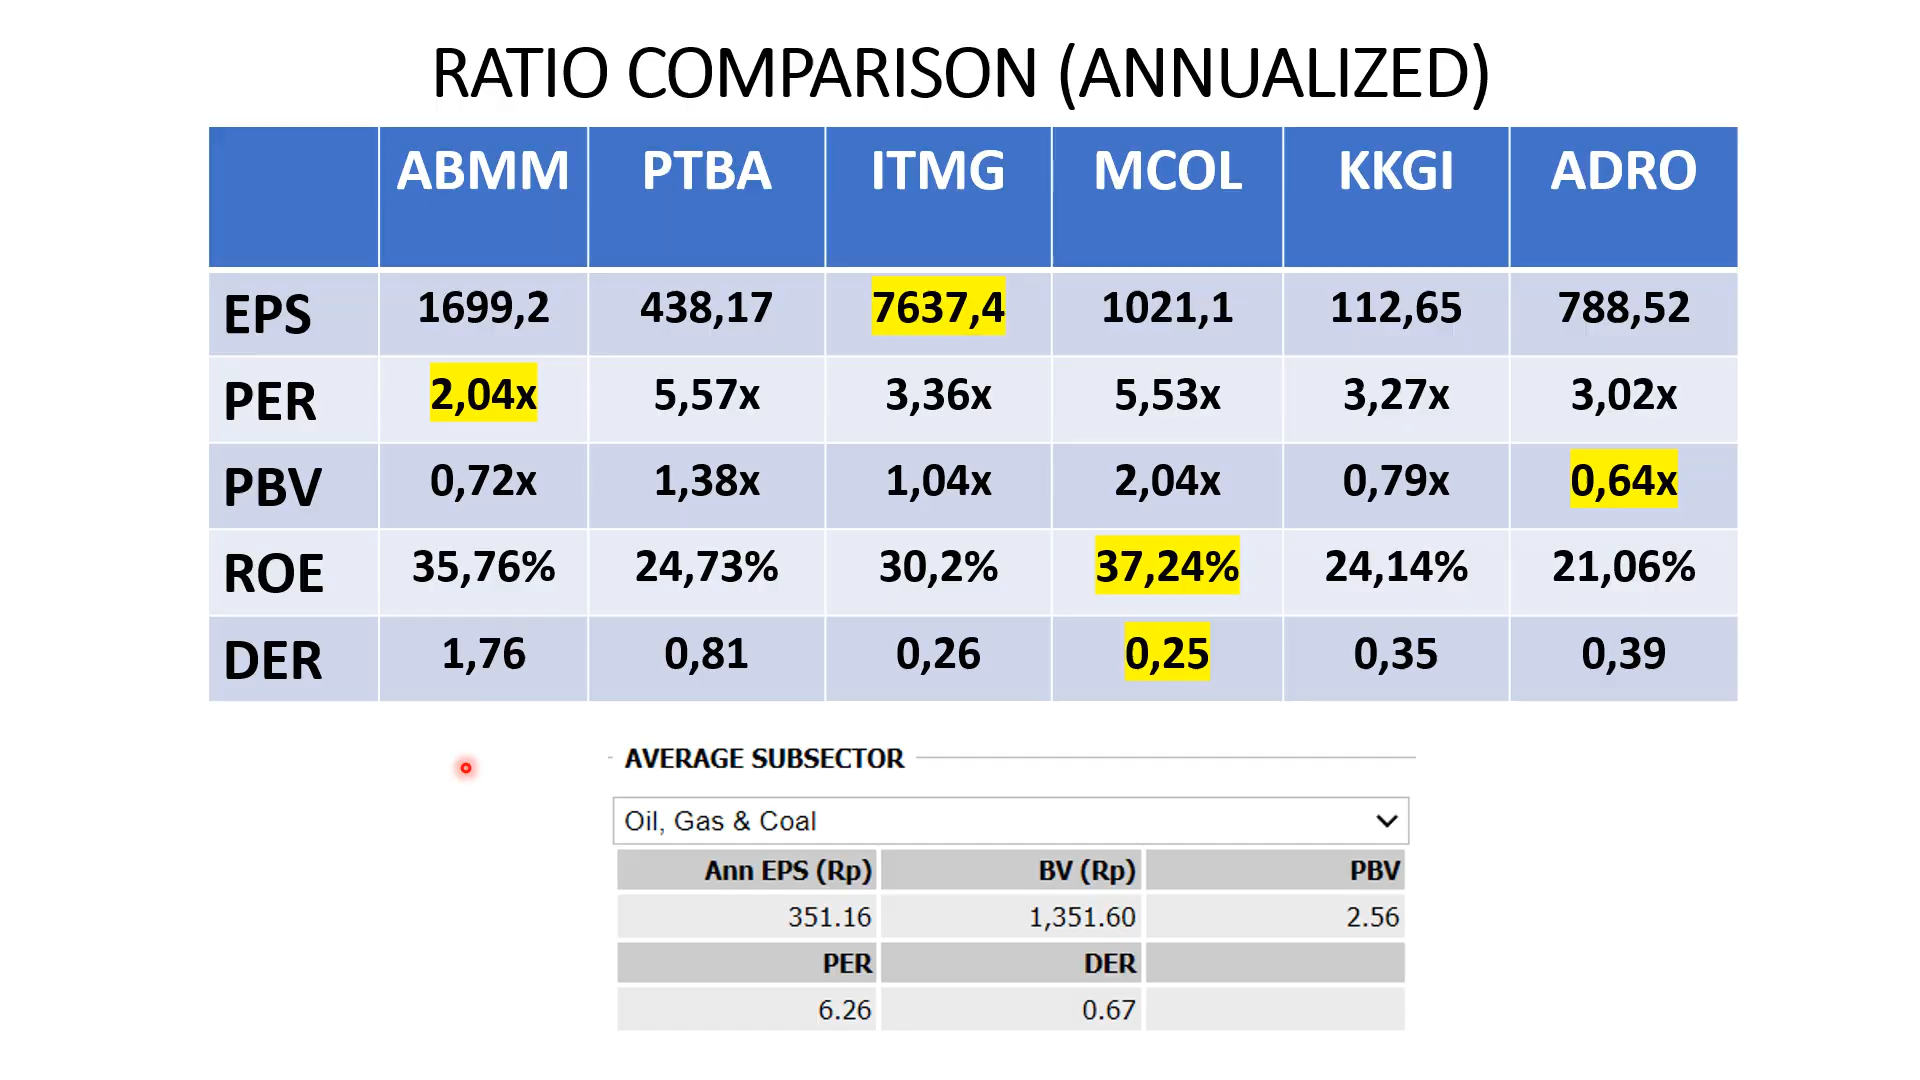 RATIO COMPARISON (ANNUALIZED)
ABMM PTBA ITMG MCOL KKGI ADRO
EPS 1699,2 438,17 7637,4 1021,1 112,65 788,52
PER 2,04x 5,57x 3,36x 5,53x 3,27x 3,02x
PBV 0,72x 1,38x 1,04x 2,04x 0,79x 0,64x
ROE 35,76% 24,73% 30,2% 37,24% 24,14% 21,06%
DER 1,76 0,81 0,26 0,25 0,35 0,39
AVERAGE SUBSECTOR
Oil, Gas & Coal
Ann EPS (Rp) BV (Rp) PBV
351.16 1,351.60 2.56
PER DER
6.26 0.67